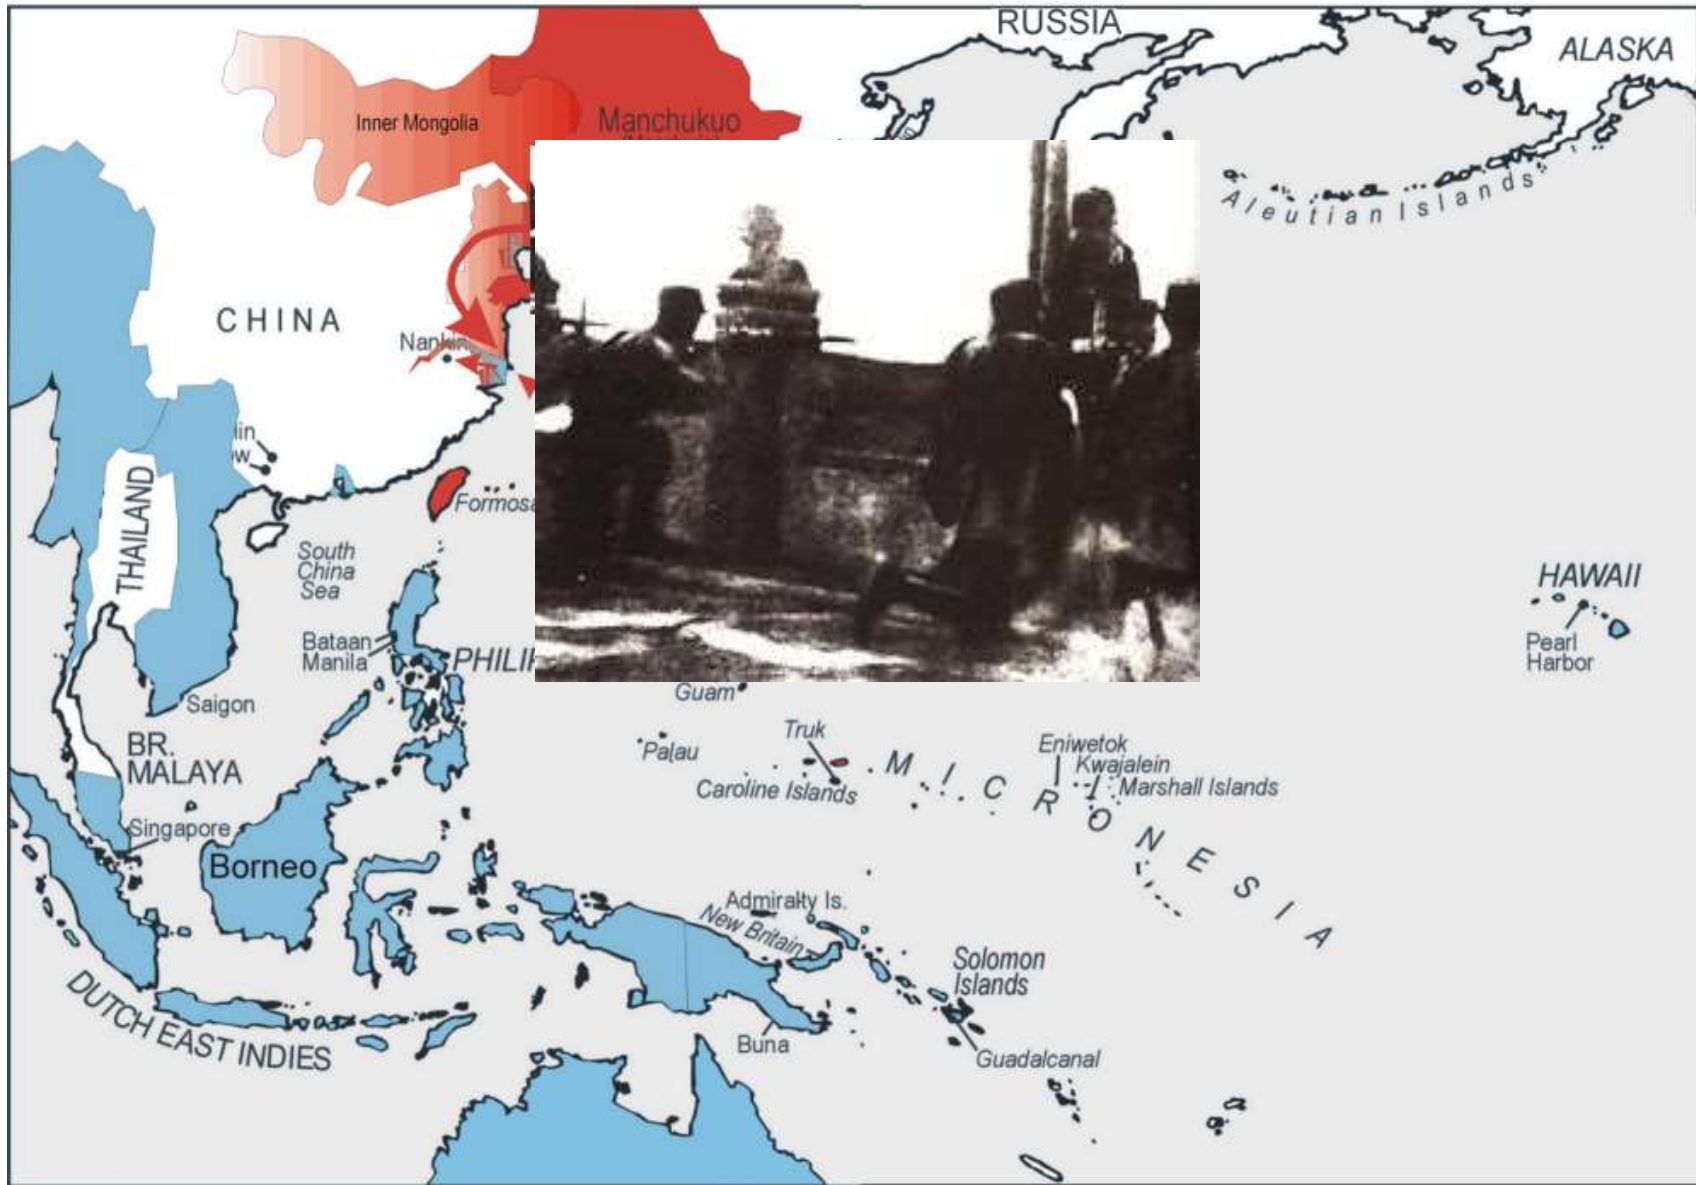 RUSSIA
ALASKA
Inner Mongolia
Manchukuo
Aleutian Islands
CHINA
THAILAND
Formosa
South
China
Sea
HAWAII
Pearl
Harbor
Bataan
Manila
PHILI
Saigon
Guam
BR.
MALAYA
Palau
Truk
Caroline Islands
MICRONESIA
Eniwetok
Kwajalein
Marshall Islands
Singapore
Borneo
Admiralty Is.
New Britain
Solomon
Islands
DUTCH EAST INDIES
Buna
Guadalcanal